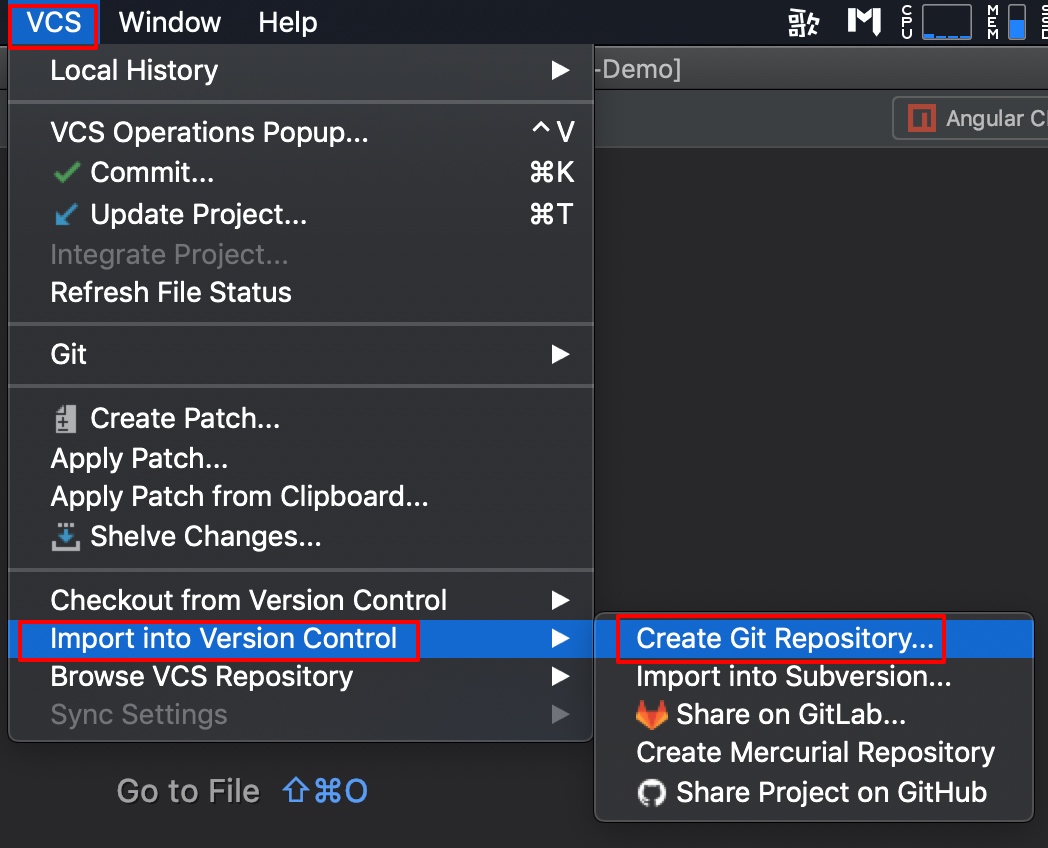 VCS Window Help 歌 CPU MEM
Local History
-Demo]
VCS Operations Popup... ^V
Angular
Commit... ⌘K
Update Project... ⌘T
Integrate Project...
Refresh File Status
Git
Create Patch...
Apply Patch...
Apply Patch from Clipboard...
Shelve Changes...
Checkout from Version Control
Import into Version Control
Browse VCS Repository
Sync Settings
Create Git Repository...
Import into Subversion...
Share on GitLab...
Create Mercurial Repository
Share Project on GitHub
Go to File ⇧⌘O